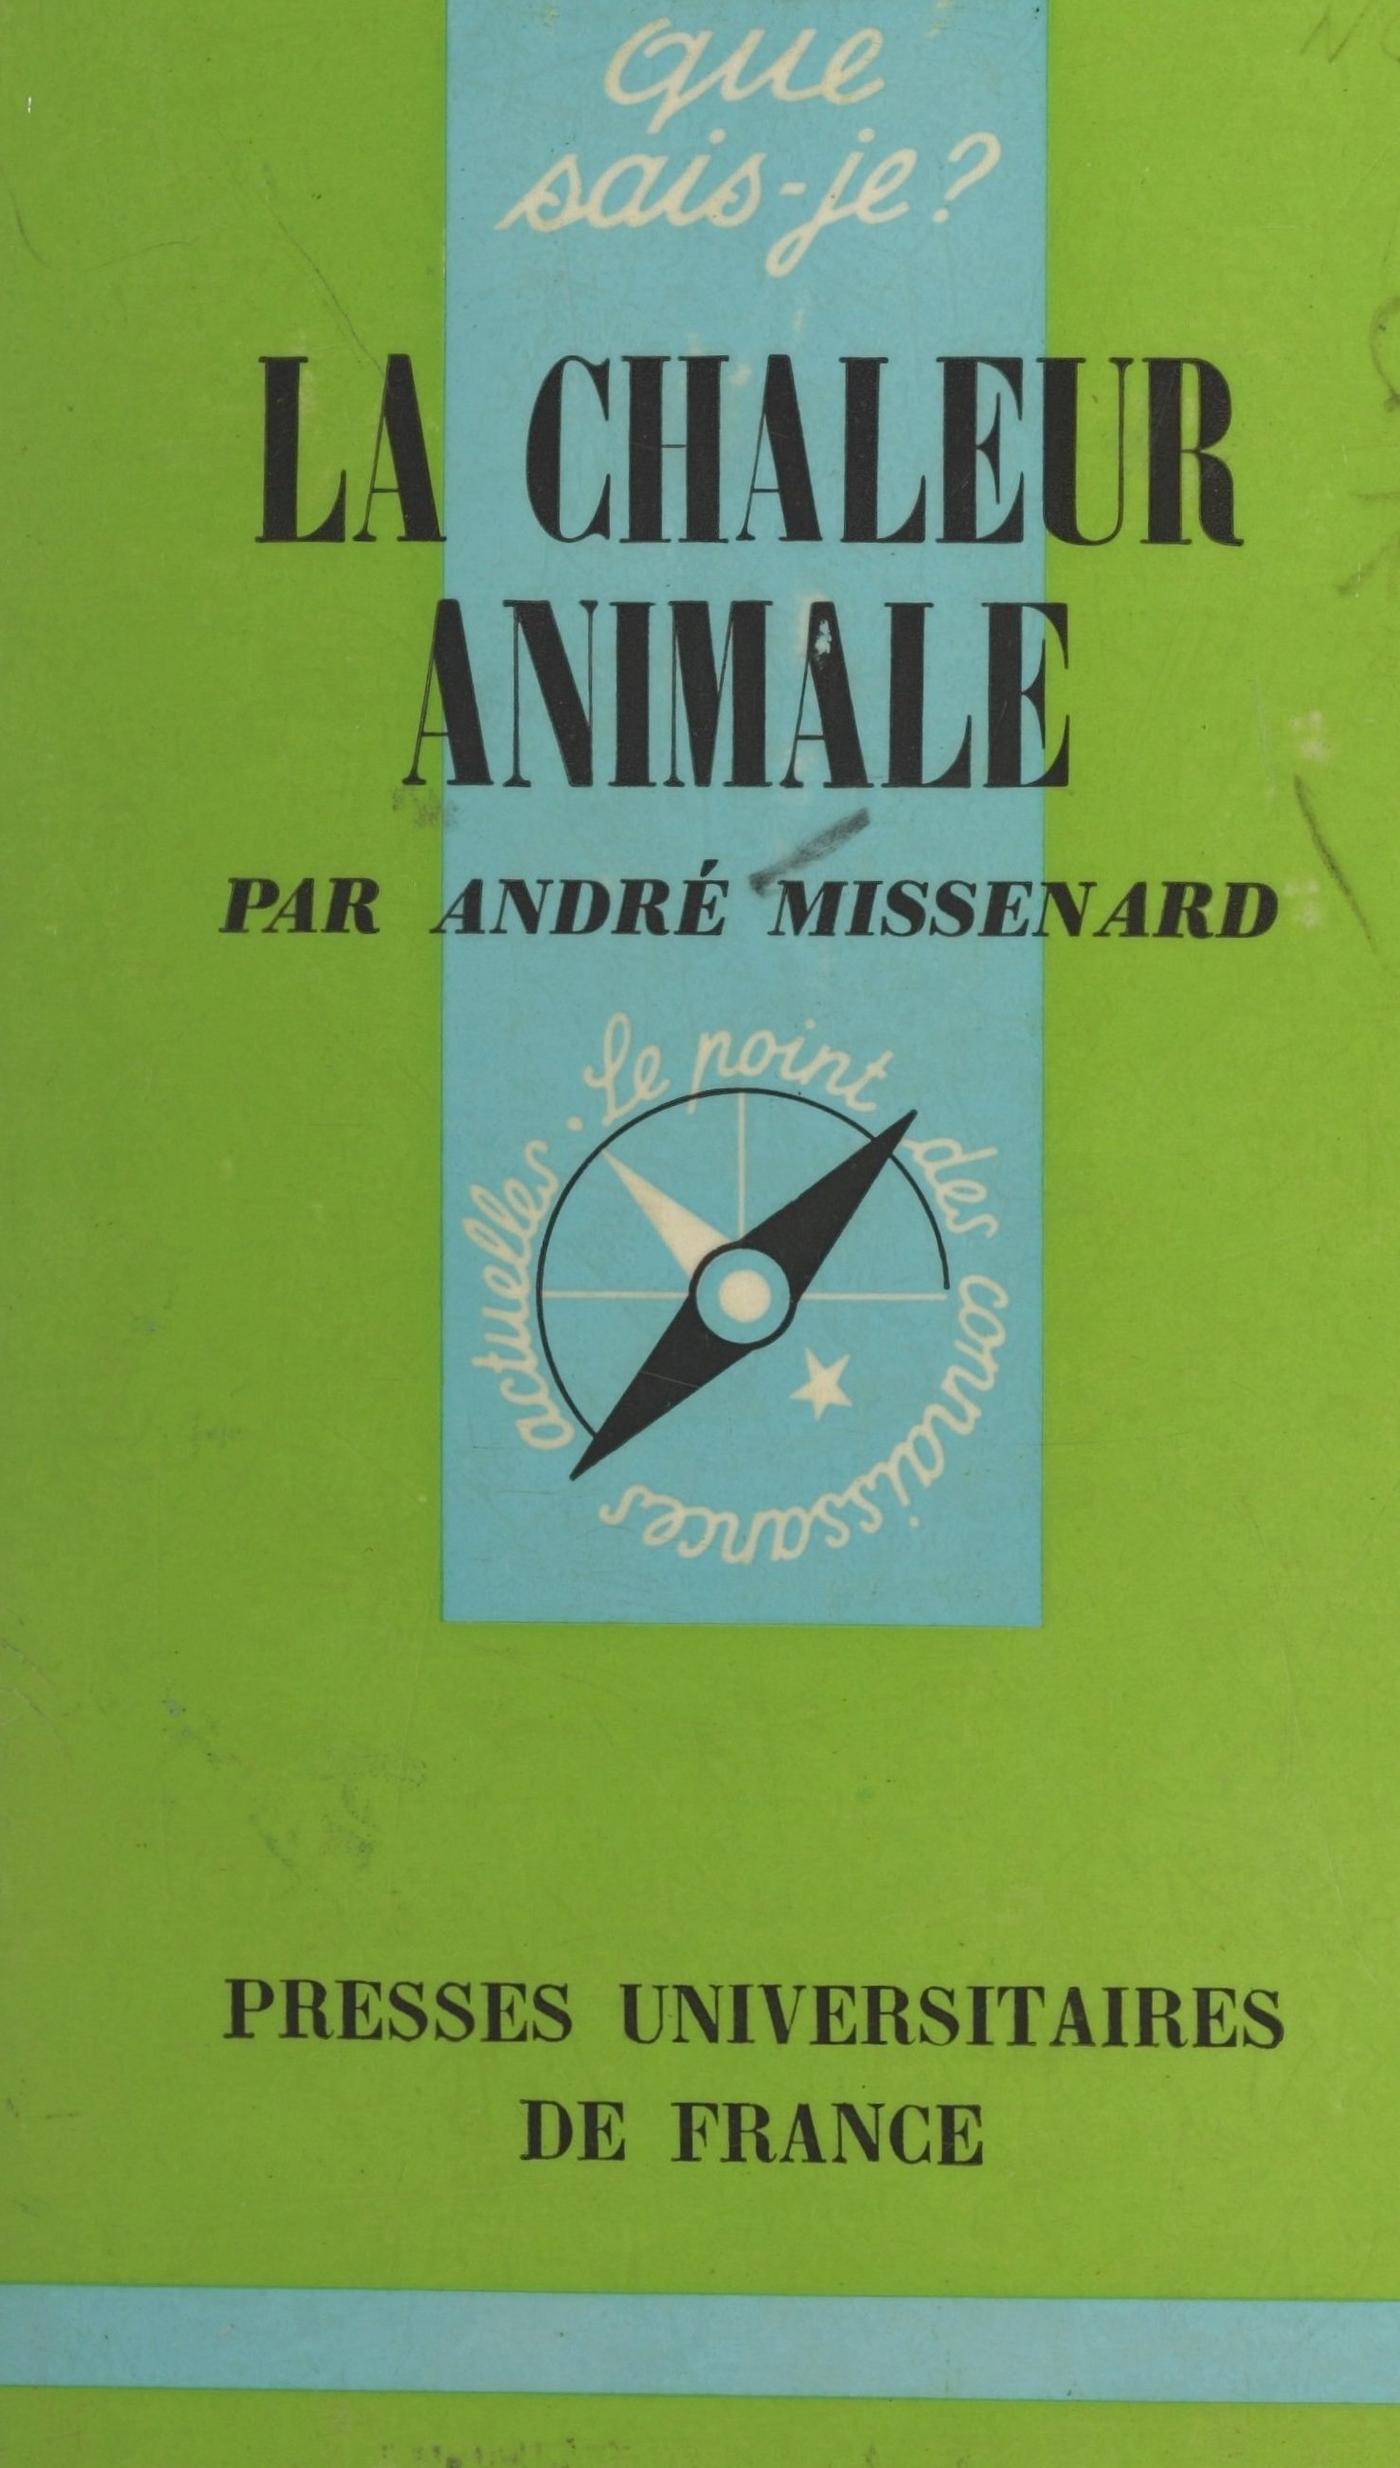 que
sais-je?
LA CHALEUR
ANIMALE
PAR ANDRÉ MISSENARD
Le point des connaissances actuelles.
PRESSES UNIVERSITAIRES
DE FRANCE